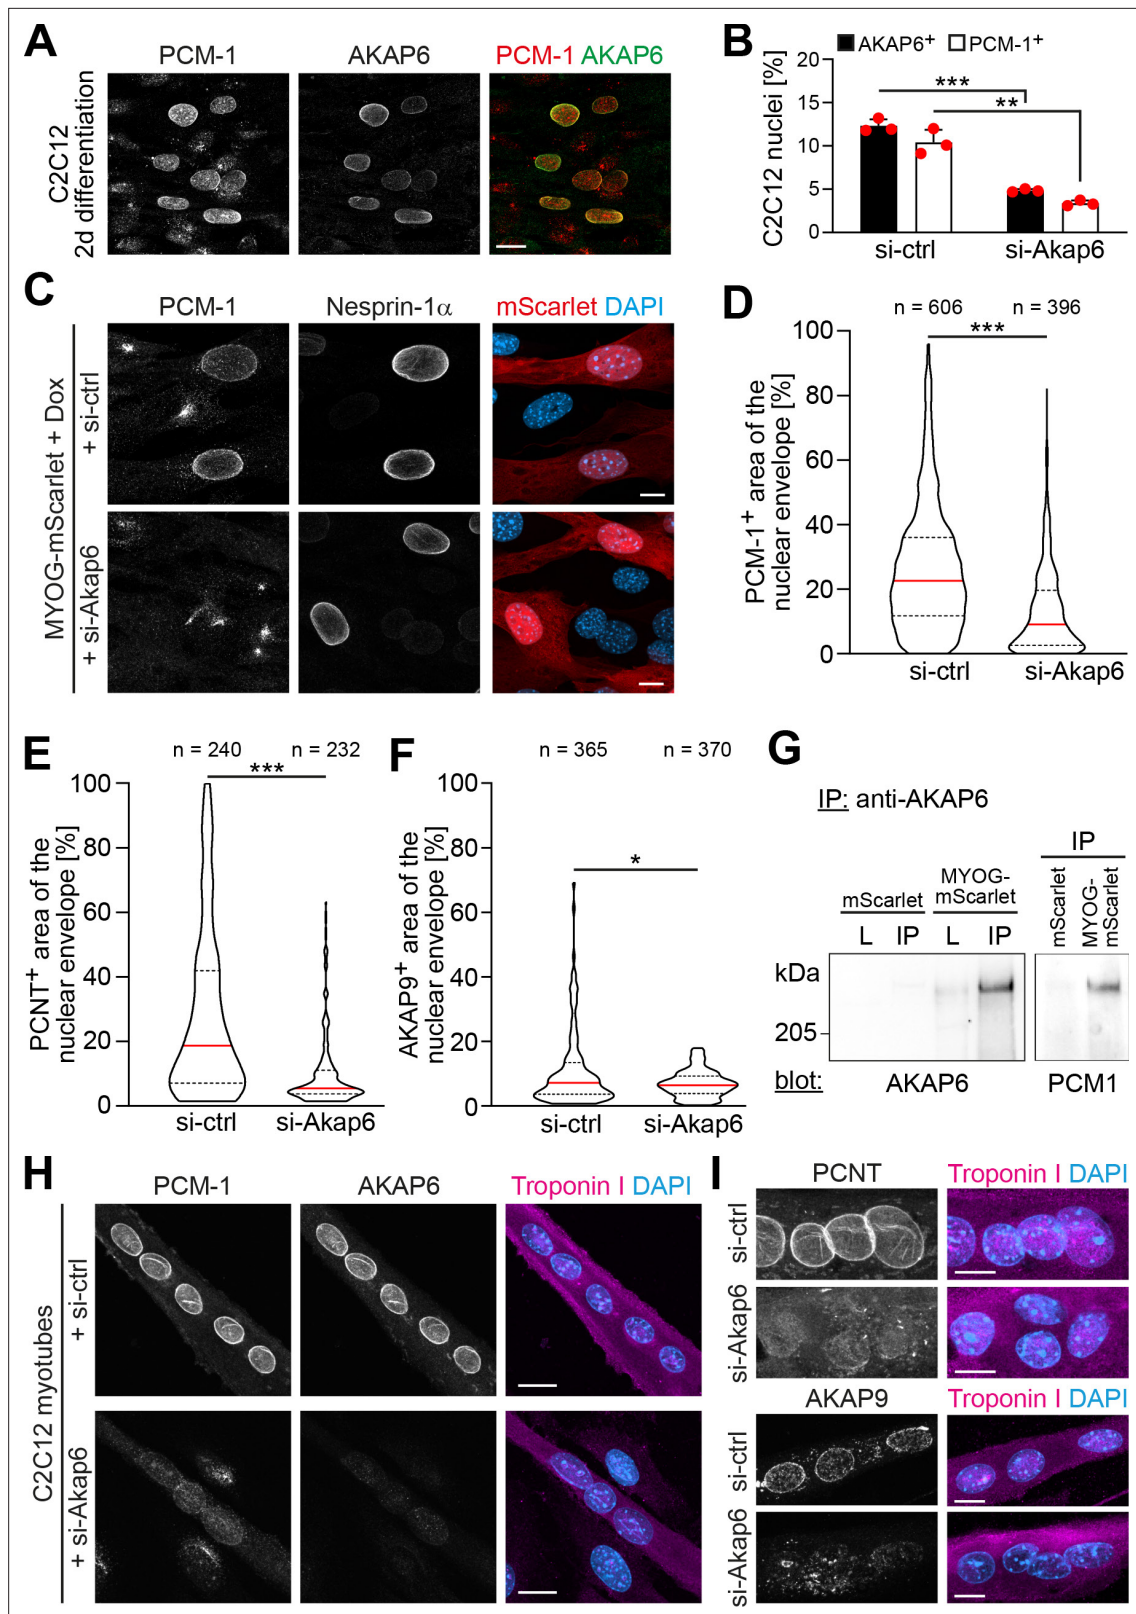 A
PCM-1
AKAP6
PCM-1 AKAP6
C2C12
2d differentiation
B
AKAP6+ PCM-1+
C2C12 nuclei [%]
20
15
10
5
0
***
**
si-ctrl
si-Akap6
C
PCM-1
Nesprin-1α
mScarlet DAPI
MYOG-mScarlet + Dox
+ si-ctrl
+ si-Akap6
D
n = 606
n = 396
***
PCM-1+ area of the
nuclear envelope [%]
100
80
60
40
20
0
si-ctrl
si-Akap6
E
n = 240
n = 232
***
PCNT+ area of the
nuclear envelope [%]
100
80
60
40
20
0
si-ctrl
si-Akap6
F
n = 365
n = 370
*
AKAP9+ area of the
nuclear envelope [%]
100
80
60
40
20
0
si-ctrl
si-Akap6
G
IP: anti-AKAP6
IP
mScarlet
MYOG-
mScarlet
mScarlet
MYOG-
mScarlet
L IP L IP
kDa
205
blot:
AKAP6
PCM1
H
PCM-1
AKAP6
Troponin I DAPI
C2C12 myotubes
+ si-ctrl
+ si-Akap6
I
PCNT
Troponin I DAPI
si-ctrl
si-Akap6
AKAP9
Troponin I DAPI
si-ctrl
si-Akap6